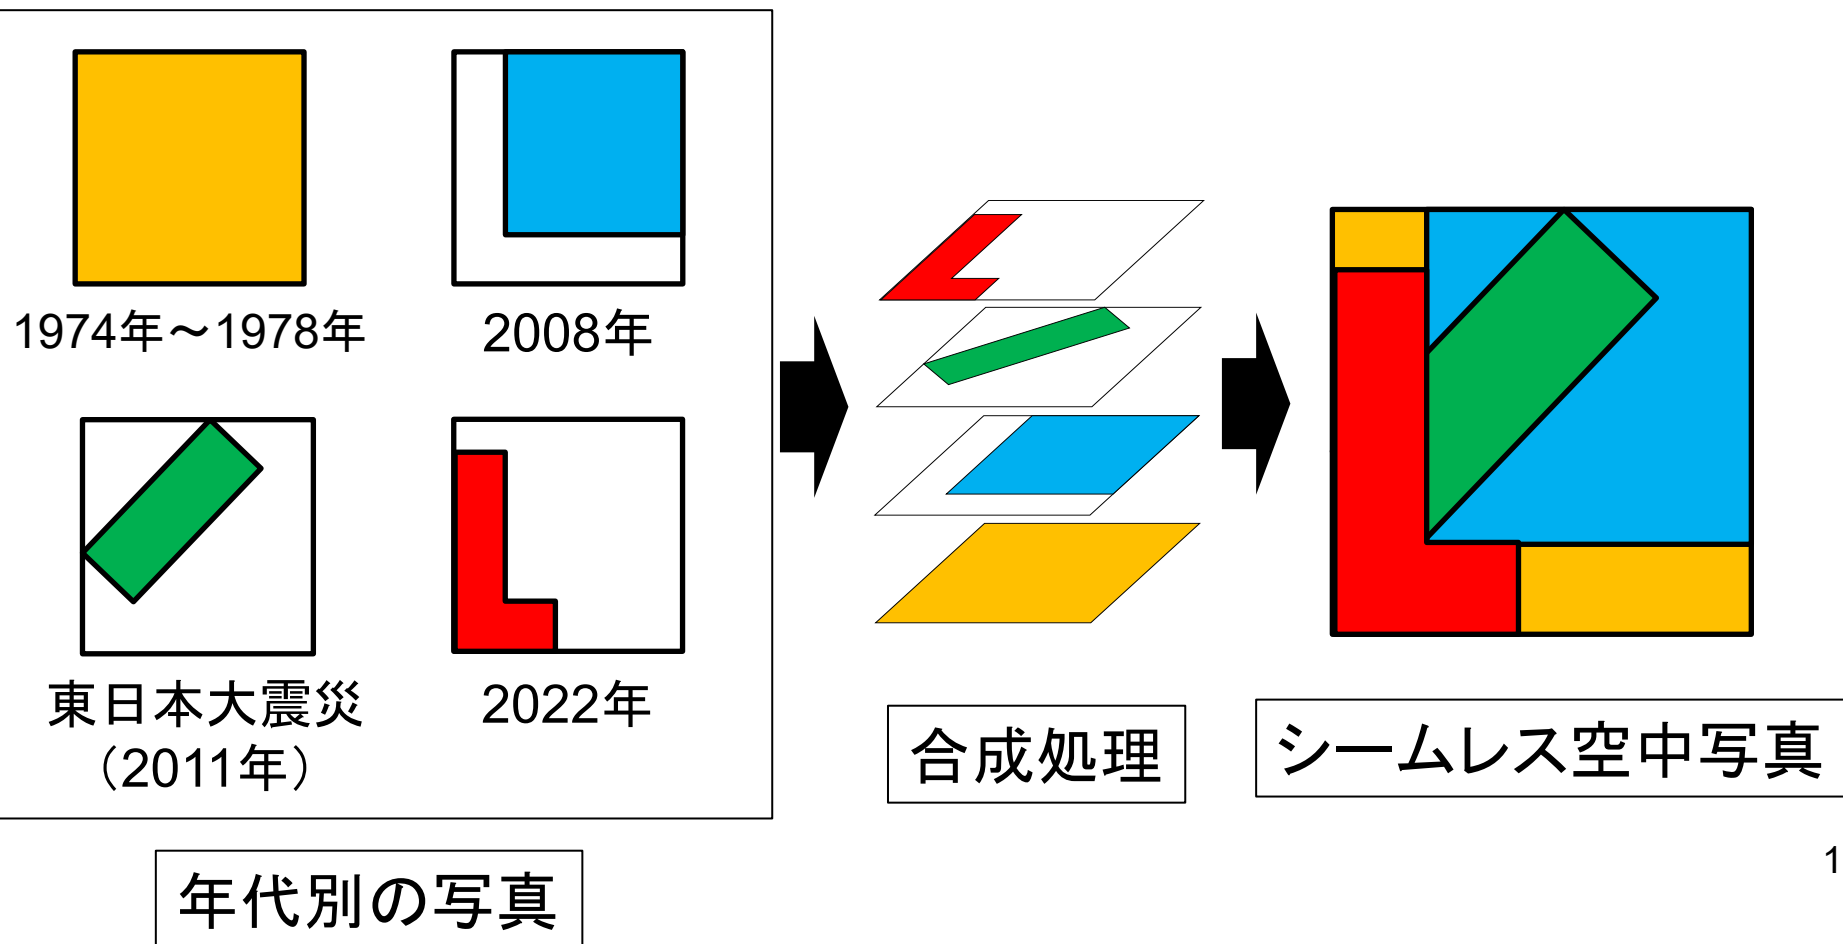 1974年～1978年
2008年
東日本大震災
（2011年）
2022年
年代別の写真
合成処理
シームレス空中写真
1